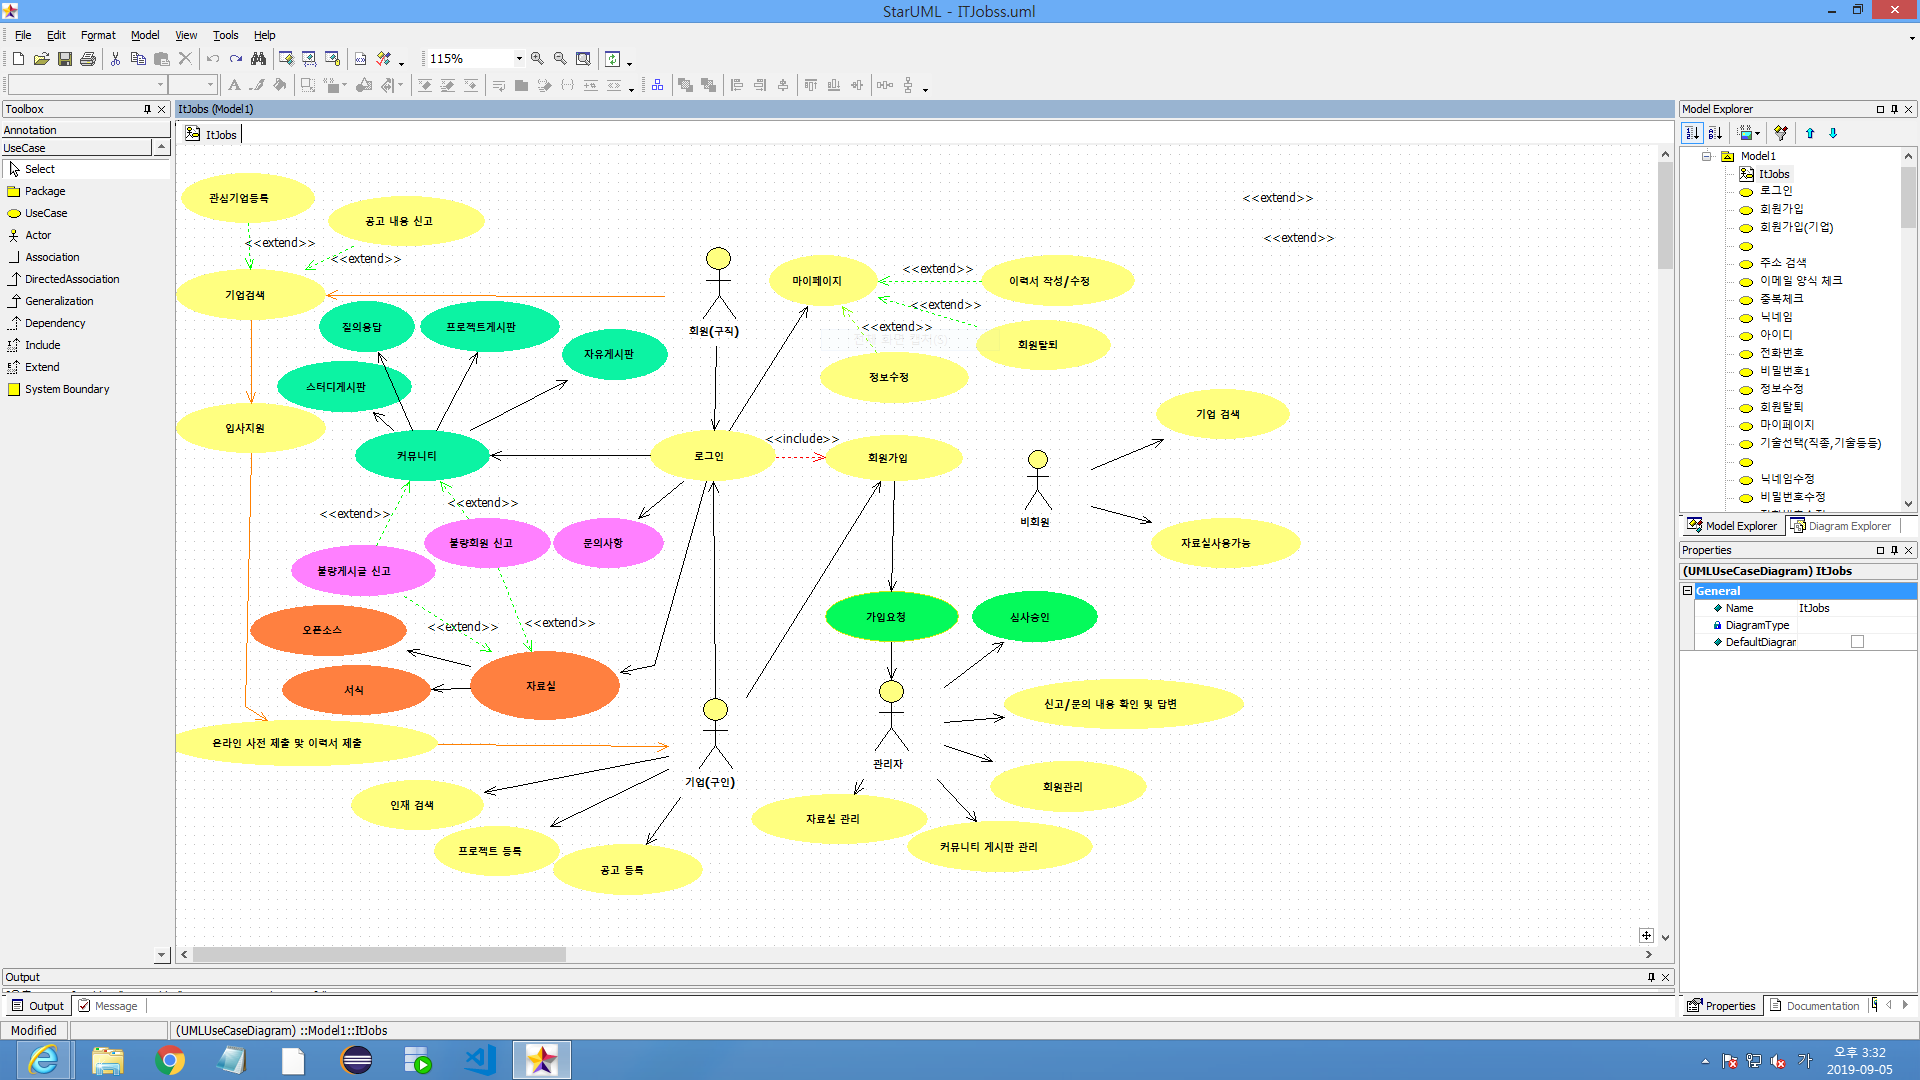 StarUML - ITJobss.uml
File Edit Format Model View Tools Help
115%
Toolbox
Annotation
UseCase
Select
Package
UseCase
Actor
Association
DirectedAssociation
Generalization
Dependency
Include
Extend
System Boundary
ItJobs (Model1)
ItJobs
관심기업등록
공고 내용 신고
<<extend>>
<<extend>>
기업검색
질의응답
프로젝트게시판
자유게시판
스터디게시판
입사지원
커뮤니티
회원(구직)
마이페이지
<<extend>>
이력서 작성/수정
<<extend>>
<<extend>>
회원탈퇴
정보수정
<<extend>>
<<extend>>
로그인
<<include>>
회원가입
기업 검색
비회원
자료실사용가능
<<extend>>
<<extend>>
불량회원 신고
문의사항
불량게시글 신고
오픈소스
<<extend>>
<<extend>>
서식
자료실
가입요청
심사승인
온라인 사전 제출 및 이력서 제출
기업(구인)
관리자
신고/문의 내용 확인 및 답변
회원관리
인재 검색
프로젝트 등록
공고 등록
자료실 관리
커뮤니티 게시판 관리
Model Explorer
Model1
ItJobs
로그인
회원가입
회원가입(기업)
주소 검색
이메일 양식 체크
중복체크
닉네임
아이디
전화번호
비밀번호1
정보수정
회원탈퇴
마이페이지
기술선택(직종,기술등등)
닉네임수정
비밀번호수정
Model Explorer Diagram Explorer
Properties
(UMLUseCaseDiagram) ItJobs
General
Name ItJobs
DiagramType
DefaultDiagrar
Properties Documentation
Output
Output Message
Modified (UMLUseCaseDiagram) ::Model1::ItJobs
가
오후 3:32
2019-09-05